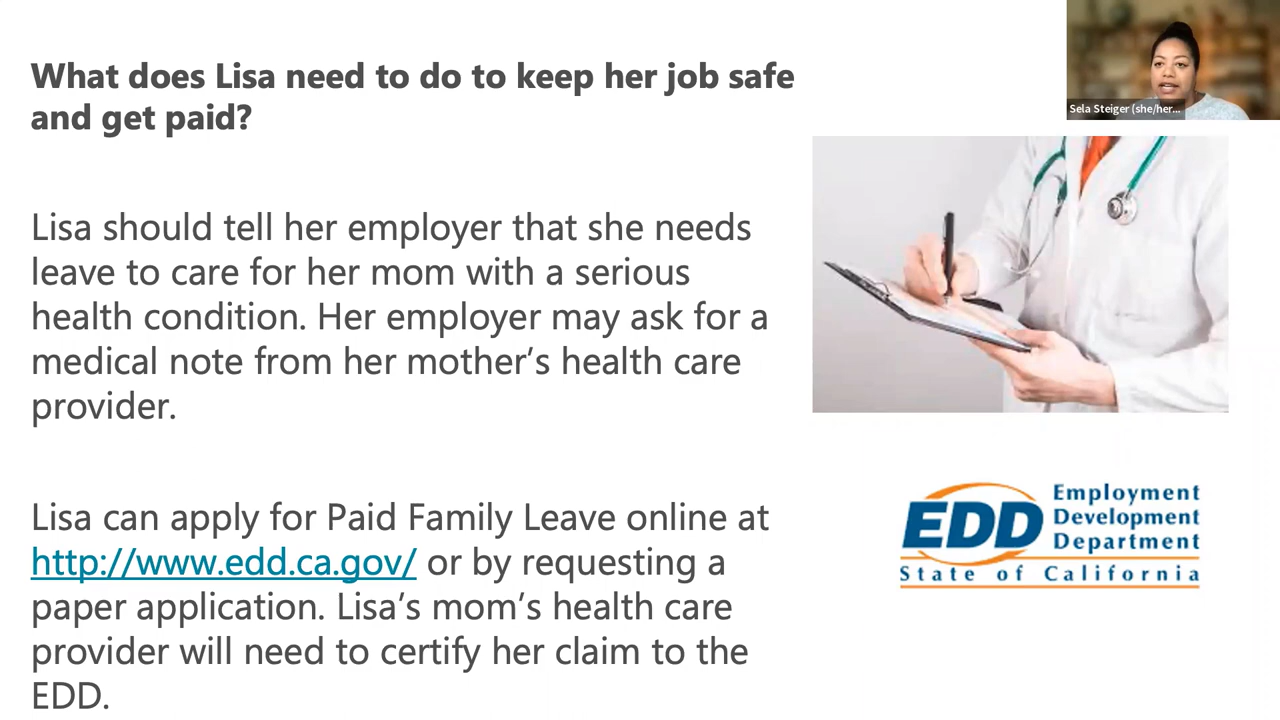 What does Lisa need to do to keep her job safe
and get paid?
Sela Steiger (she/her...
Lisa should tell her employer that she needs
leave to care for her mom with a serious
health condition. Her employer may ask for a
medical note from her mother’s health care
provider.
Lisa can apply for Paid Family Leave online at
http://www.edd.ca.gov/ or by requesting a
paper application. Lisa’s mom’s health care
provider will need to certify her claim to the
EDD.
EDD
Employment
Development
Department
State of California